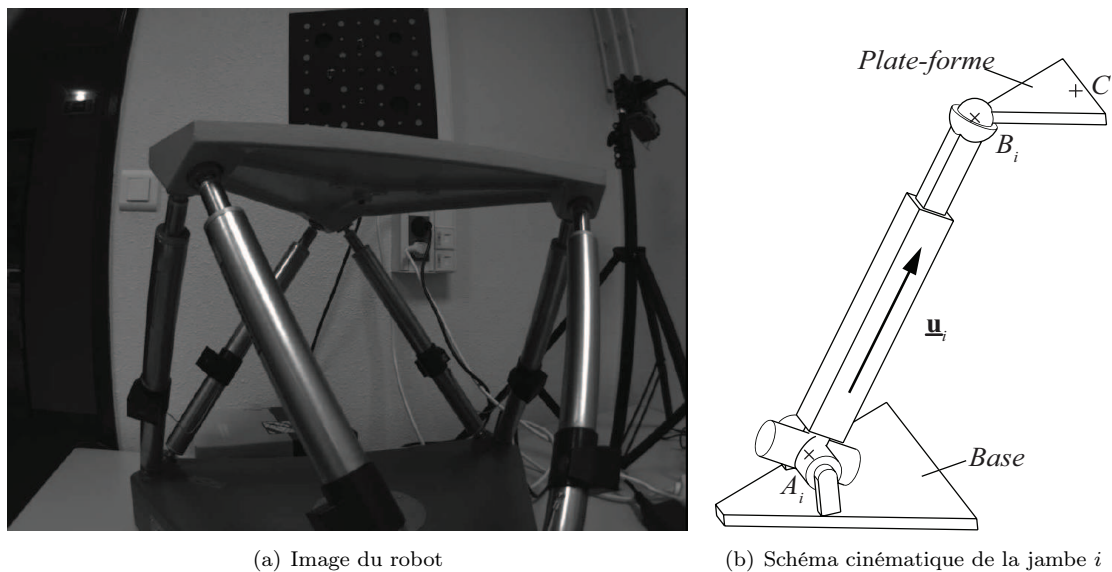 Plate-forme
C
B_i
u_i
A_i
Base
(a) Image du robot
(b) Schéma cinématique de la jambe i